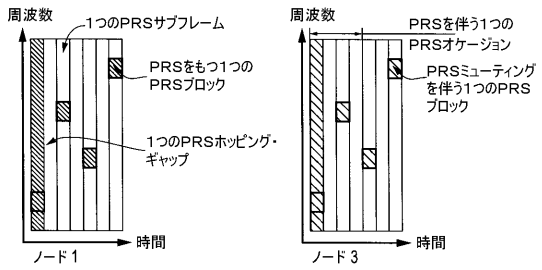 周波数
1つのPRSサブフレーム
PRSをもつ1つの
PRSブロック
1つのPRSホッピング・
ギャップ
時間
ノード1
周波数
PRSを伴う1つの
PRSオケージョン
PRSミューティング
を伴う1つのPRS
ブロック
時間
ノード3